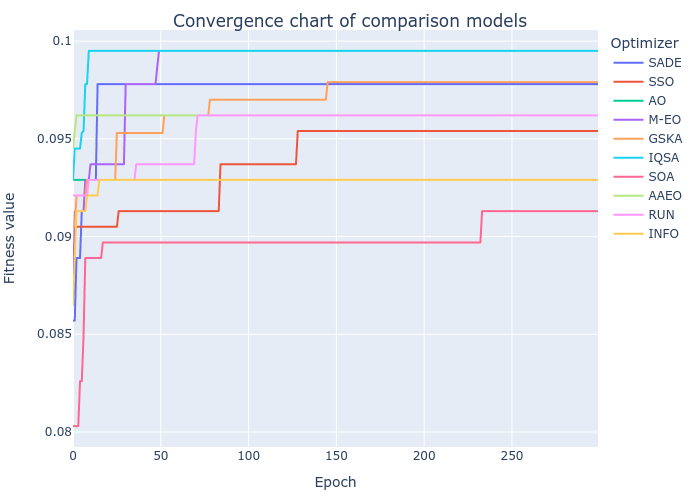 Convergence chart of comparison models
0.1
0.095
0.09
0.085
0.08
0
50
100
150
200
250
Epoch
Fitness value
Optimizer
SADE
SSO
AO
M-EO
GSKA
IQSA
SOA
AAEO
RUN
INFO